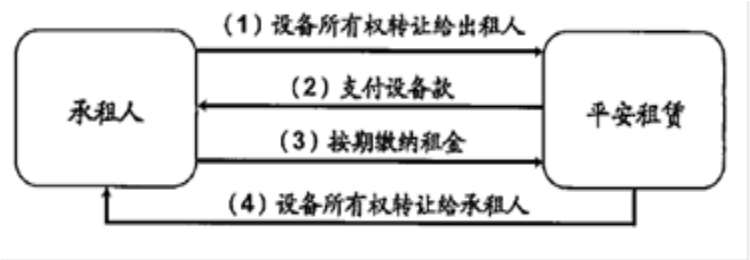 （1）设备所有权转让给出租人
承租人
（2）支付设备款
平安租赁
（3）按期缴纳租金
（4）设备所有权转让给承租人